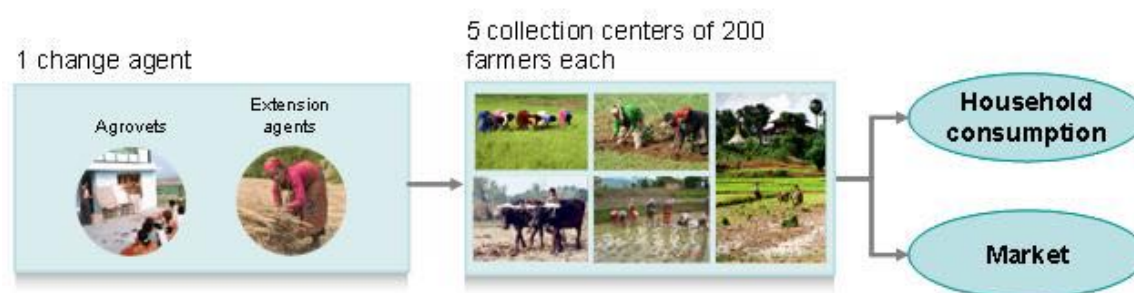 1 change agent
Agrovets
Extension
agents
5 collection centers of 200
farmers each
Household
consumption
Market